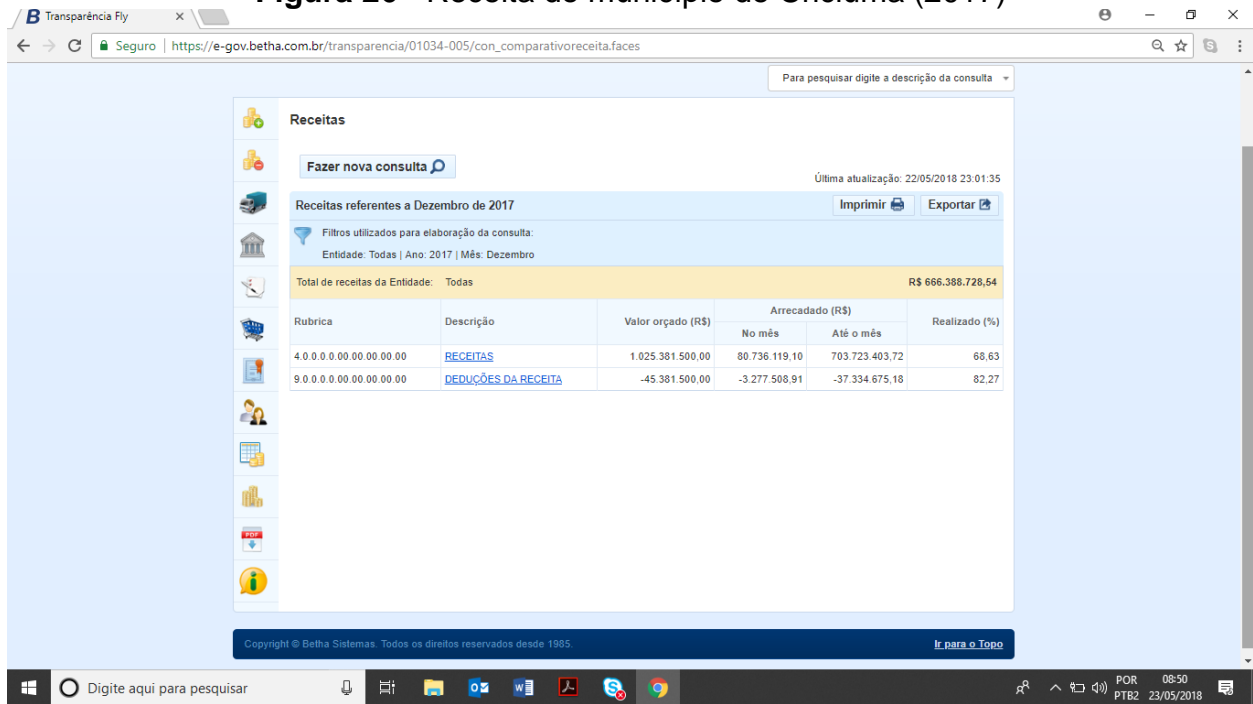 Figura 26 - Receita do município de Criciúma (2017)
B Transparência Fly
Seguro | https://e-gov.betha.com.br/transparencia/01034-005/con_comparativoreceita.faces
Para pesquisar digite a descrição da consulta
Receitas
Fazer nova consulta
Última atualização: 22/05/2018 23:01:35
Receitas referentes a Dezembro de 2017 Imprimir Exportar
Filtros utilizados para elaboração da consulta:
Entidade: Todas | Ano: 2017 | Mês: Dezembro
Total de receitas da Entidade: Todas R$ 666.388.728,54
Rubrica Descrição Valor orçado (R$) Arrecadado (R$) Realizado (%)
No mês Até o mês
4.0.0.0.0.00.00.00.00.00 RECEITAS 1.025.381.500,00 80.736.119,10 703.723.403,72 68,63
9.0.0.0.0.00.00.00.00.00 DEDUÇÕES DA RECEITA -45.381.500,00 -3.277.508,91 -37.334.675,18 82,27
PDF
Copyright © Betha Sistemas. Todos os direitos reservados desde 1985. Ir para o Topo
Digite aqui para pesquisar
POR 08:50
PTB2 23/05/2018